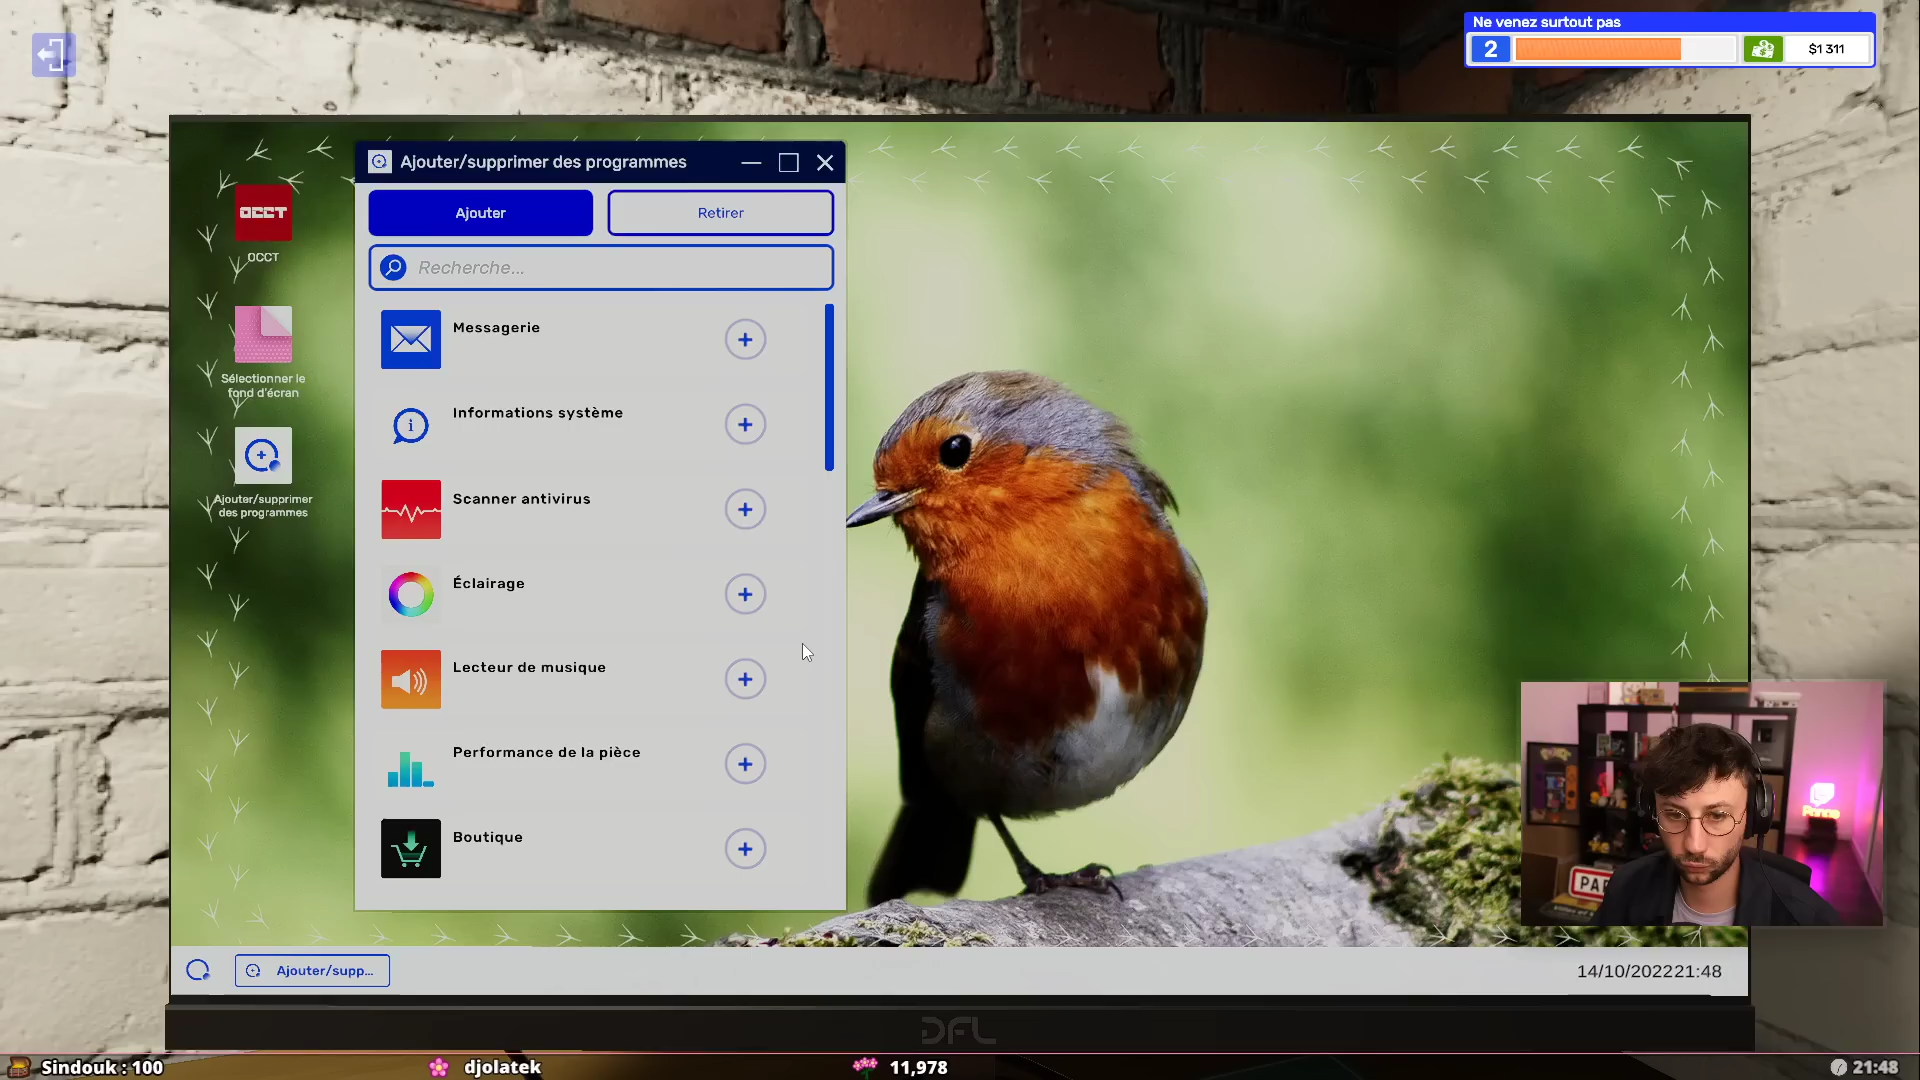 Ne venez surtout pas
2
$1 311
Ajouter/supprimer des programmes
Ajouter
Retirer
Recherche...
OCCT
OCCT
Messagerie
Sélectionner le
fond d'écran
Informations système
Ajouter/supprimer
des programmes
Scanner antivirus
Éclairage
Lecteur de musique
Performance de la pièce
Boutique
Ponce
Ajouter/supp...
14/10/202221:48
DFL
Sindouk : 100
djolatek
11,978
21:48